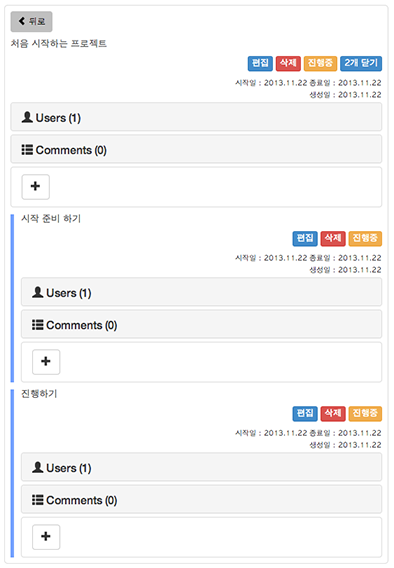 뒤로
처음 시작하는 프로젝트
편집 삭제 진행중 2개 닫기
시작일 : 2013.11.22 종료일 : 2013.11.22
생성일 : 2013.11.22
Users (1)
Comments (0)
+
시작 준비 하기
편집 삭제 진행중
시작일 : 2013.11.22 종료일 : 2013.11.22
생성일 : 2013.11.22
Users (1)
Comments (0)
+
진행하기
편집 삭제 진행중
시작일 : 2013.11.22 종료일 : 2013.11.22
생성일 : 2013.11.22
Users (1)
Comments (0)
+